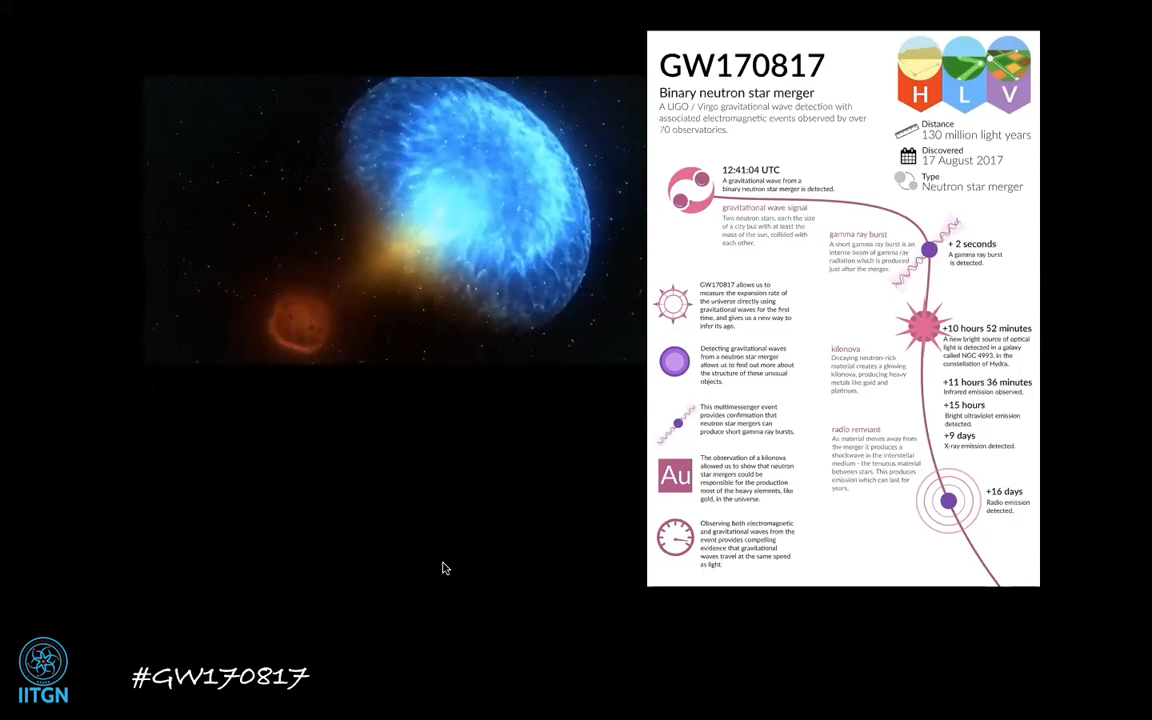 GW170817
Binary neutron star merger
A LIGO / Virgo gravitational wave detection with
associated electromagnetic events observed by over
70 observatories.
H L V
Distance
130 million light years
Discovered
17 August 2017
Type
Neutron star merger
12:41:04 UTC
A gravitational wave from a
binary neutron star merger is detected.
gravitational wave signal
Two neutron stars, each the size
of a city but with at least the
mass of the sun, collided with
each other.
gamma ray burst
A short gamma ray burst is an
intense beam of gamma ray
radiation which is produced
just after the merger.
+ 2 seconds
A gamma ray burst
is detected.
GW170817 allows us to
measure the expansion rate of
the universe directly using
gravitational waves for the first
time, and gives us a new way to
infer its age.
+10 hours 52 minutes
A new bright source of optical
light is detected in a galaxy
called NGC 4993, in the
constellation of Hydra.
Detecting gravitational waves
from a neutron star merger
allows us to find out more about
the structure of these unusual
objects.
kilonova
Decaying neutron-rich
material creates a glowing
kilonova, producing heavy
metals like gold and
platinum.
+11 hours 36 minutes
Infrared emission observed.
+15 hours
Bright ultraviolet emission
detected.
+9 days
X-ray emission detected.
This multimessenger event
provides confirmation that
neutron star mergers can
produce short gamma ray bursts.
radio remnant
As material moves away from
the merger it produces a
shockwave in the interstellar
medium - the tenuous material
between stars. This produces
emission which can last for
years.
Au
The observation of a kilonova
allowed us to show that neutron
star mergers could be
responsible for the production
most of the heavy elements, like
gold, in the universe.
+16 days
Radio emission
detected.
Observing both electromagnetic
and gravitational waves from the
event provides compelling
evidence that gravitational
waves travel at the same speed
as light.
IITGN
#GW170817